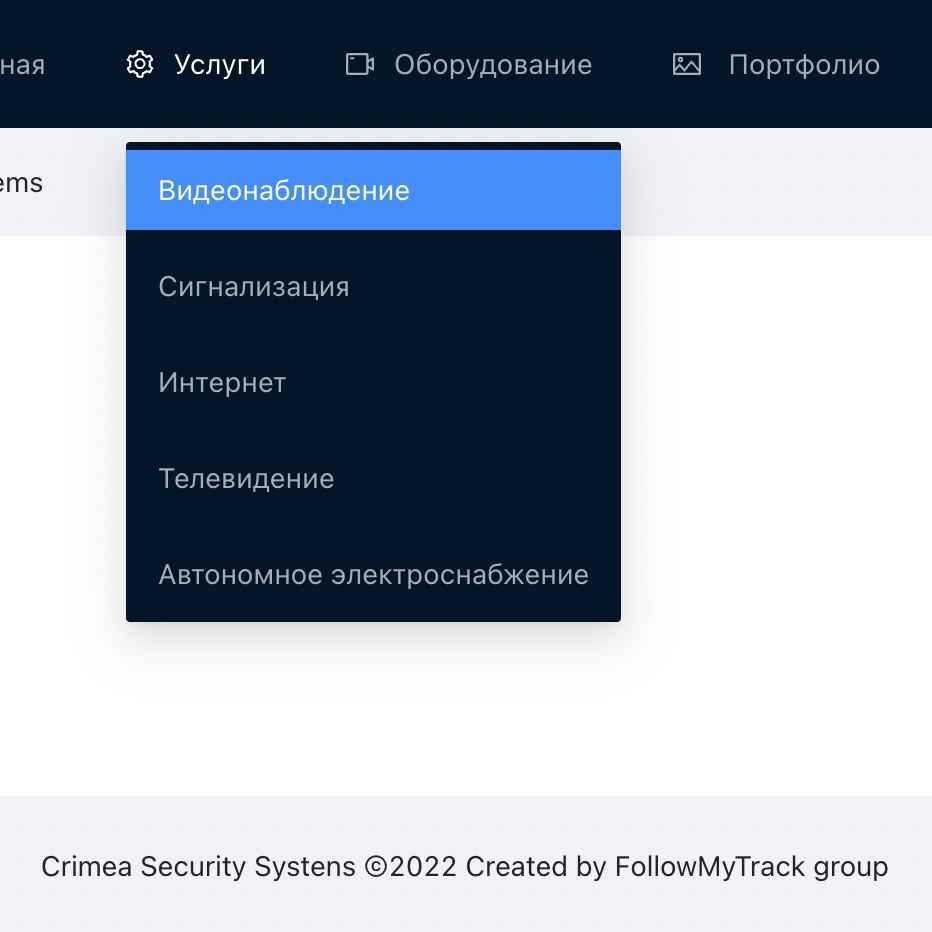 ная Услуги Оборудование Портфолио
ems
Видеонаблюдение
Сигнализация
Интернет
Телевидение
Автономное электроснабжение
Crimea Security Systens ©2022 Created by FollowMyTrack group